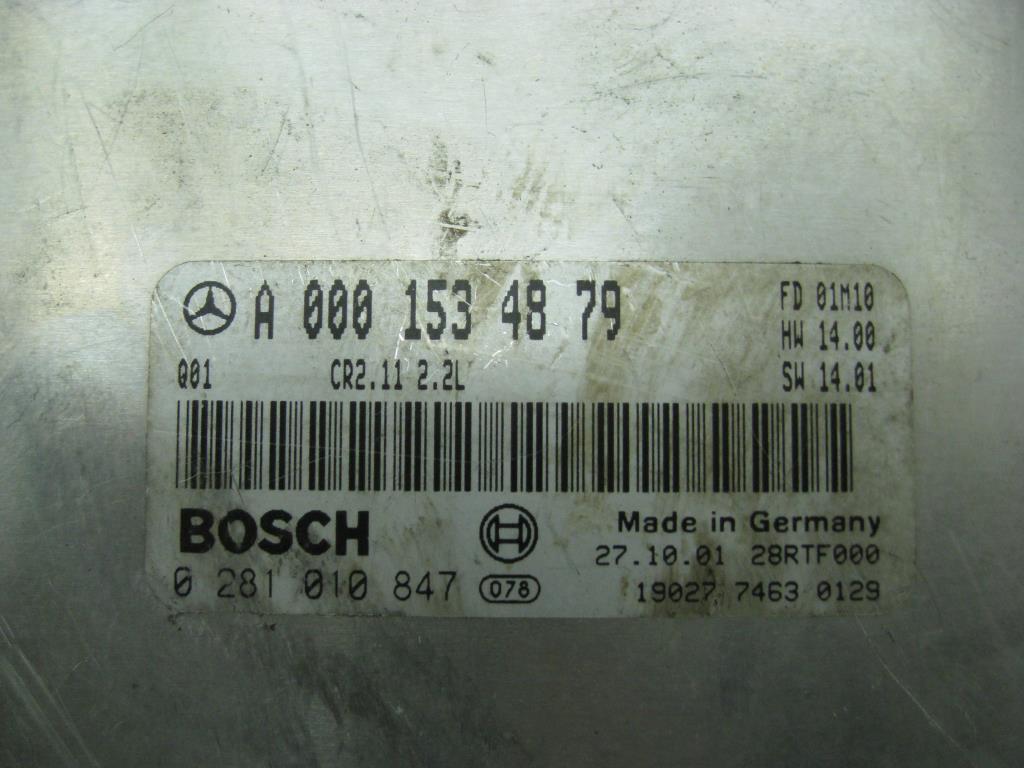 A 000 153 48 79
FD 01M10
HW 14.00
Q01 CR2.11 2.2L
SW 14.01
BOSCH
Made in Germany
27.10.01 28RTF000
0 281 010 847 078
19027 7463 0129